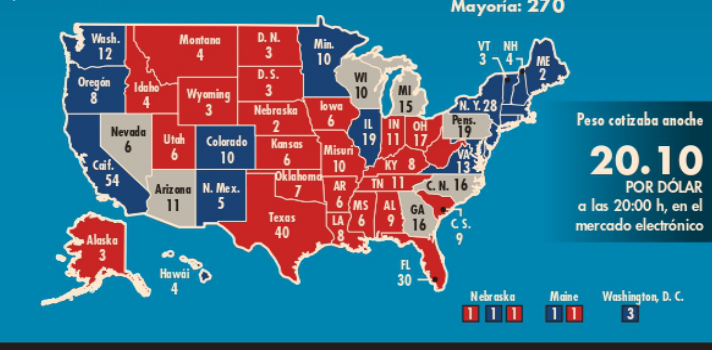 Mayoría: 270
Wash.
12
Montana
4
D. N.
3
Min.
10
VT
3
NH
4
ME
2
Oregón
8
Idaho
4
Wyoming
3
D. S.
3
WI
10
MI
15
N. Y. 28
Pens.
19
Nevada
6
Utah
6
Colorado
10
Nebraska
2
Kansas
6
Iowa
6
Misuri
10
IL
19
IN
11
OH
17
KY 8
VA
13
Caif.
54
Arizona
11
N. Mex.
5
Oklahoma
7
AR
6
TN 11
C. N. 16
Texas
40
LA
8
MS
6
AL
9
GA
16
C. S.
9
Alaska
3
Hawái
4
FL
30
Peso cotizaba anoche
20.10
POR DÓLAR
a las 20:00 h, en el
mercado electrónico
Nebraska
1 1 1
Maine
1 1
Washington, D. C.
3